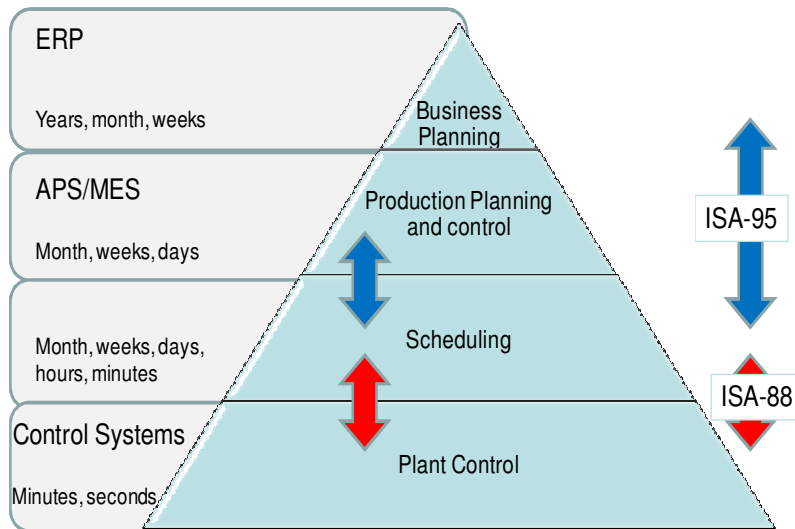 ERP
Years, month, weeks
Business
Planning
APS/MES
Month, weeks, days
Production Planning
and control
ISA-95
Month, weeks, days,
hours, minutes
Scheduling
ISA-88
Control Systems
Minutes, seconds
Plant Control